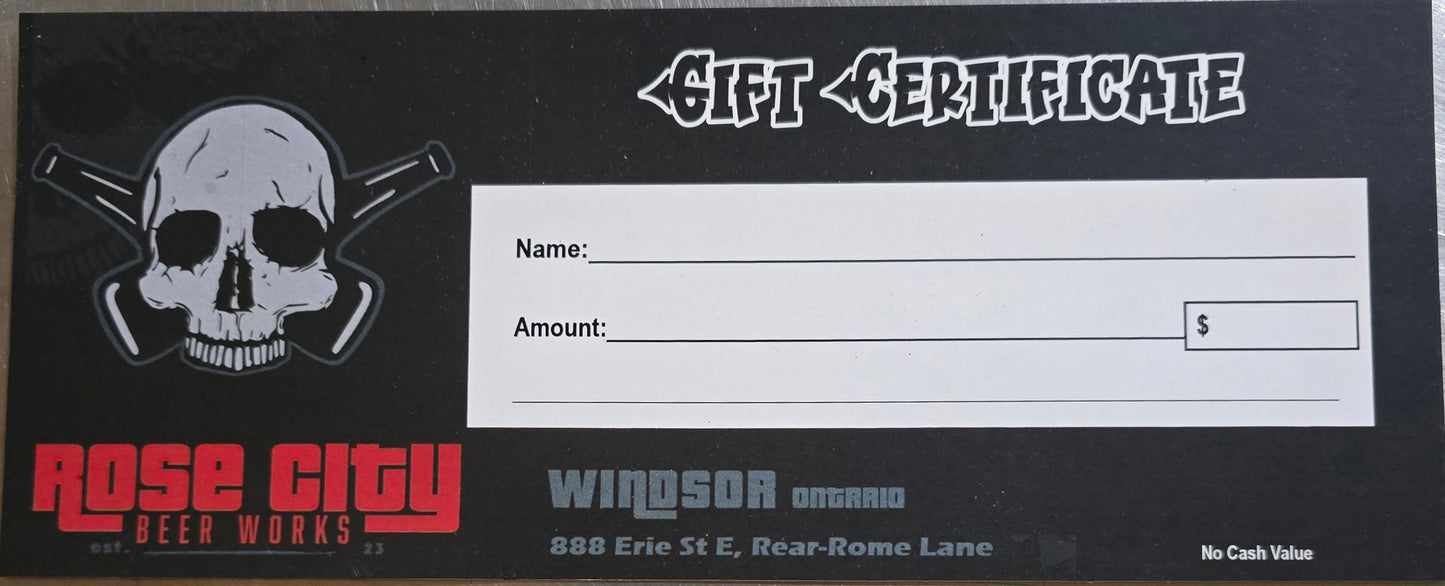 Gift Certificate
Name:
Amount:
$
Rose City
BEER WORKS
est. 23
WINDSOR ONTARIO
888 Erie St E, Rear-Rome Lane
No Cash Value